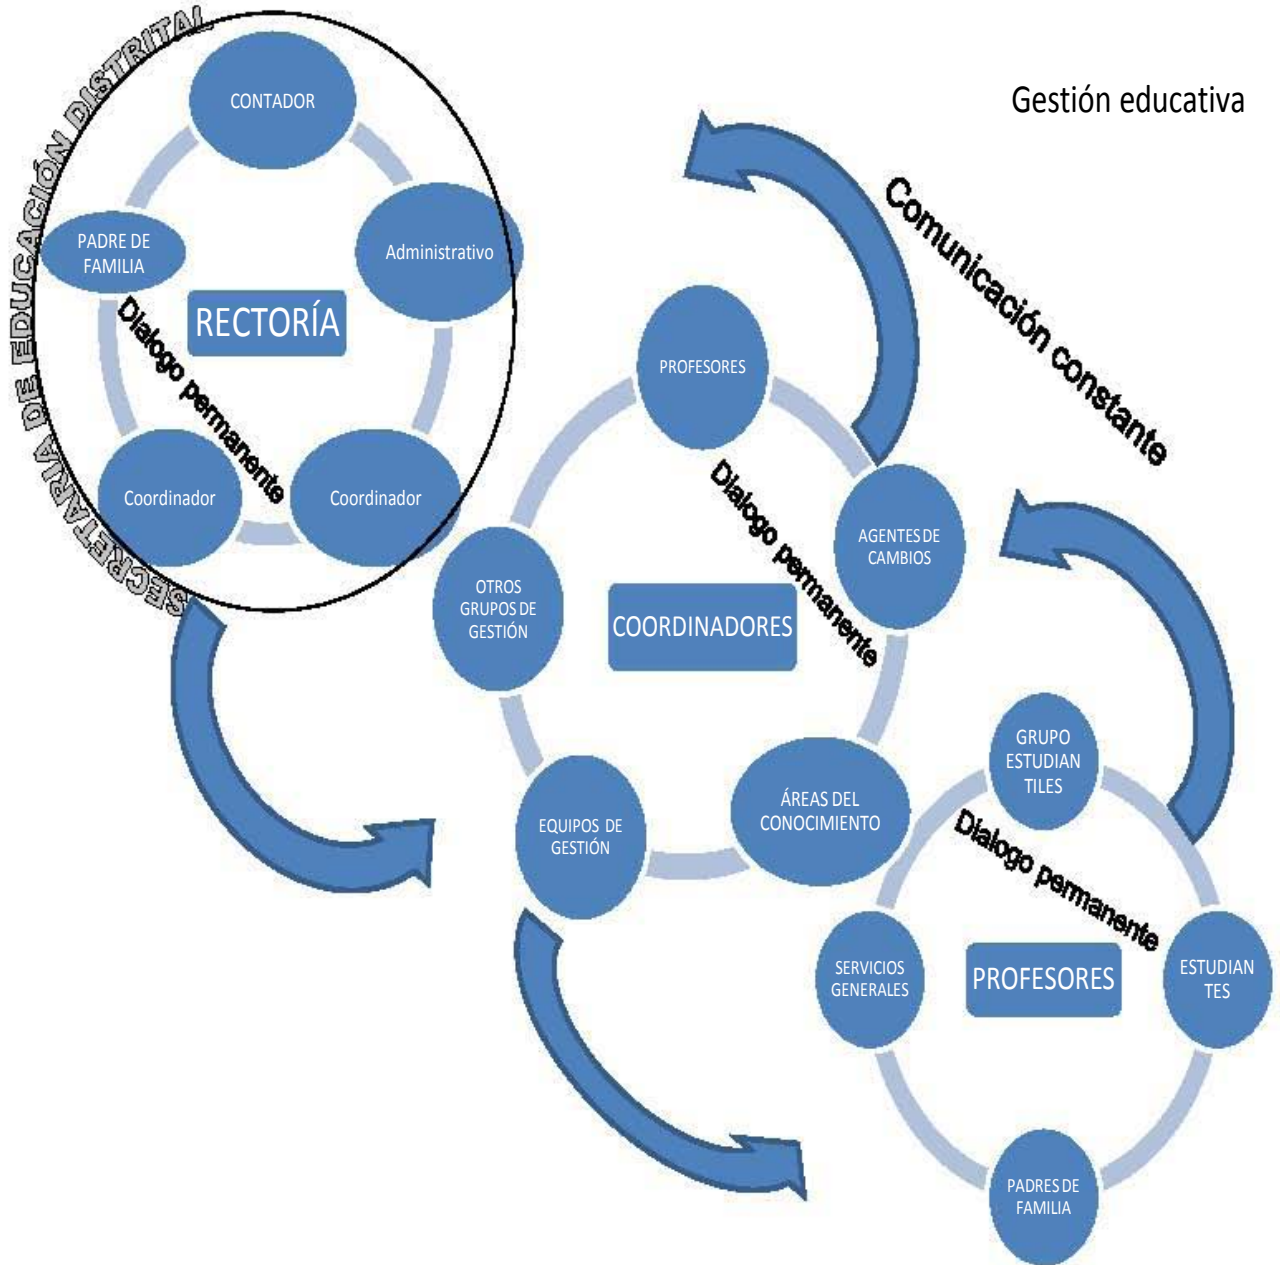 Gestión educativa
SECRETARIA DE EDUCACIÓN DISTRITAL
CONTADOR
PADRE DE
FAMILIA
Administrativo
RECTORÍA
Dialogo permanente
Coordinador
Coordinador
Comunicación constante
PROFESORES
Dialogo permanente
AGENTES DE
CAMBIOS
OTROS
GRUPOS DE
GESTIÓN
COORDINADORES
ÁREAS DEL
CONOCIMIENTO
EQUIPOS DE
GESTIÓN
GRUPO
ESTUDIAN
TILES
Dialogo permanente
SERVICIOS
GENERALES
PROFESORES
ESTUDIAN
TES
PADRES DE
FAMILIA